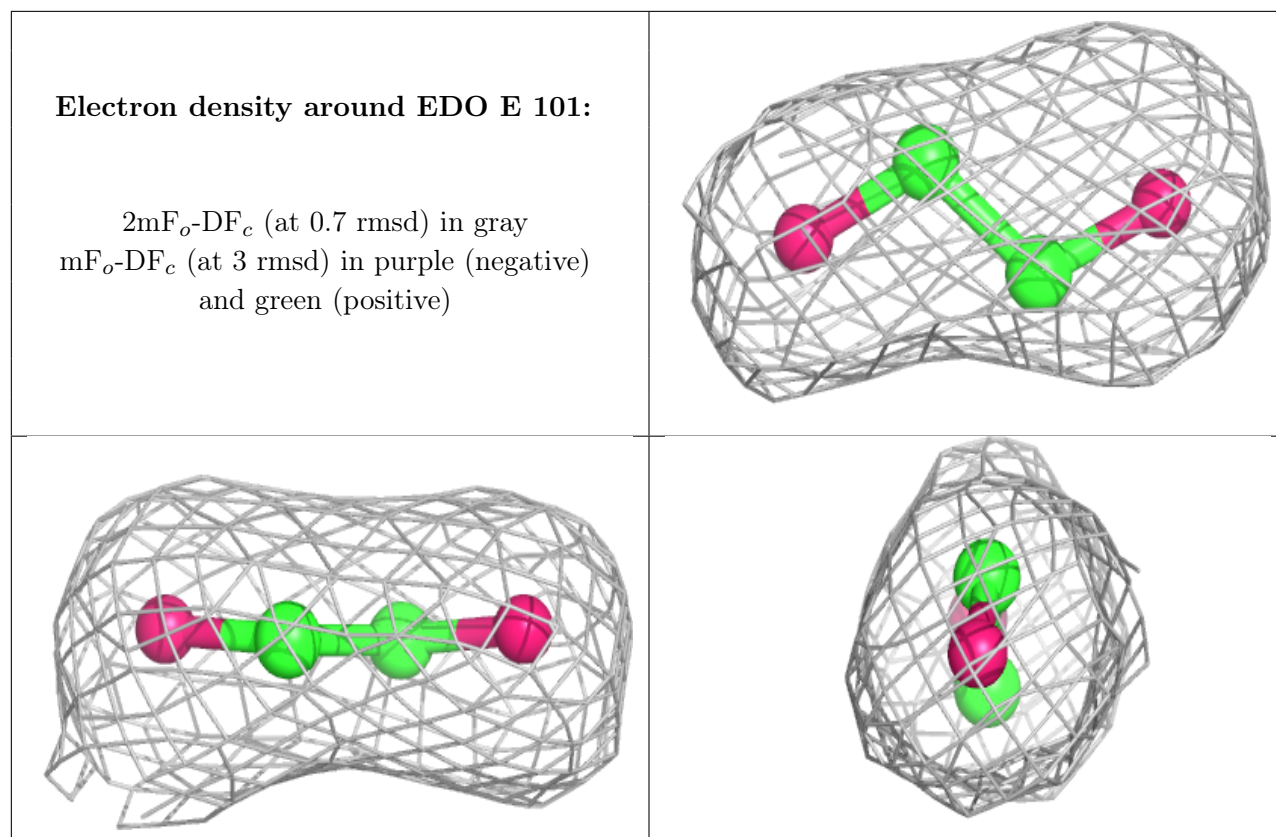 Electron density around EDO E 101:
2mFₒ-DF𝒸 (at 0.7 rmsd) in gray
mFₒ-DF𝒸 (at 3 rmsd) in purple (negative)
and green (positive)